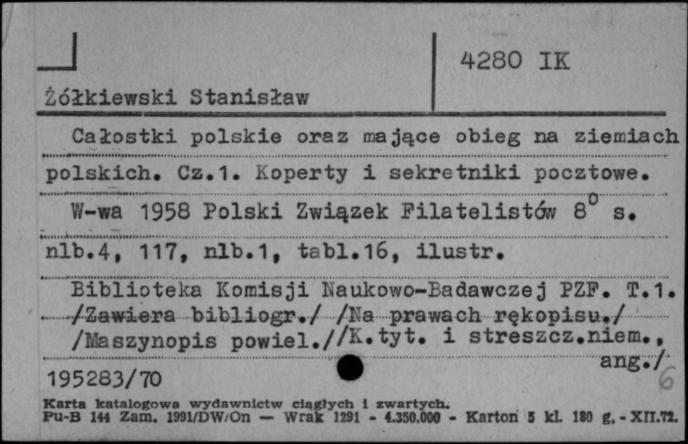 4280 IK
Żółkiewski Stanisław
Całostki polskie oraz mające obieg na ziemiach
polskich. Cz.1. Koperty i sekretniki pocztowe.
W-wa 1958 Polski Związek Filatelistów 8° s.
nlb.4, 117, nlb.1, tabl.16, ilustr.
Biblioteka Komisji Naukowo-Badawczej PZF. T.1.
/Zawiera bibliogr./ /Na prawach rękopisu./
/Maszynopis powiel.//K.tyt. i streszcz.niem.,
ang./
195283/70
6
Karta katalogowa wydawnictw ciągłych i zwartych.
Pu-B 144 Zam. 1991/DW/On — Wrak 1291 - 4.350.000 - Karton 5 kl. 180 g. - XII.72.